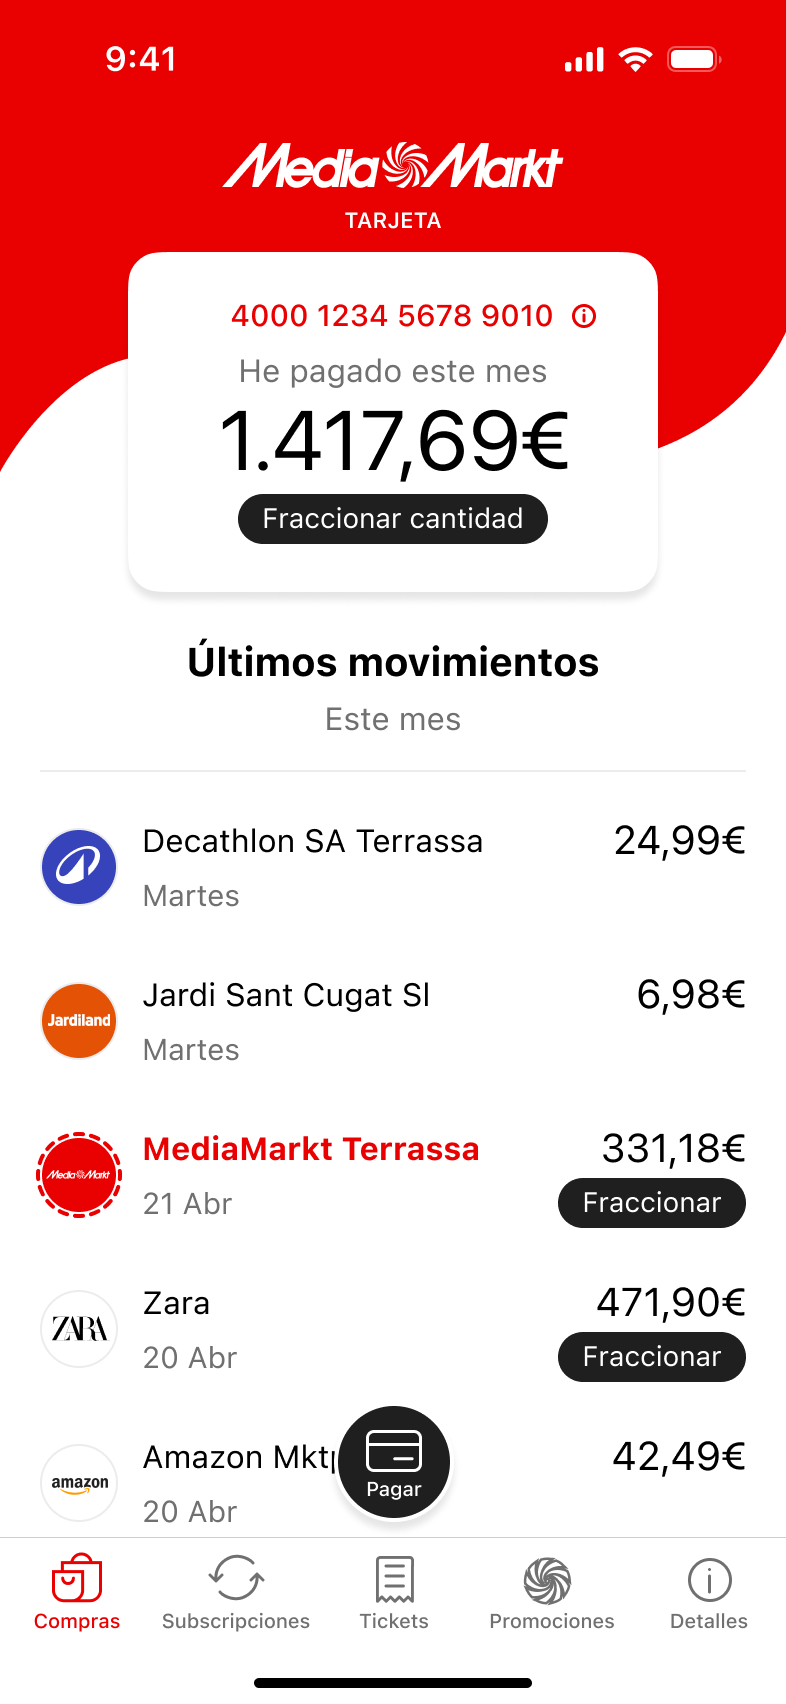 9:41
MediaMarkt
TARJETA
4000 1234 5678 9010
He pagado este mes
1.417,69€
Fraccionar cantidad
Últimos movimientos
Este mes
Decathlon SA Terrassa 24,99€
Martes
Jardiland
Jardi Sant Cugat Sl 6,98€
Martes
MediaMarkt
MediaMarkt Terrassa 331,18€
21 Abr Fraccionar
ZARA
Zara 471,90€
20 Abr Fraccionar
amazon
Amazon Mktp 42,49€
20 Abr
Pagar
Compras Subscripciones Tickets Promociones Detalles